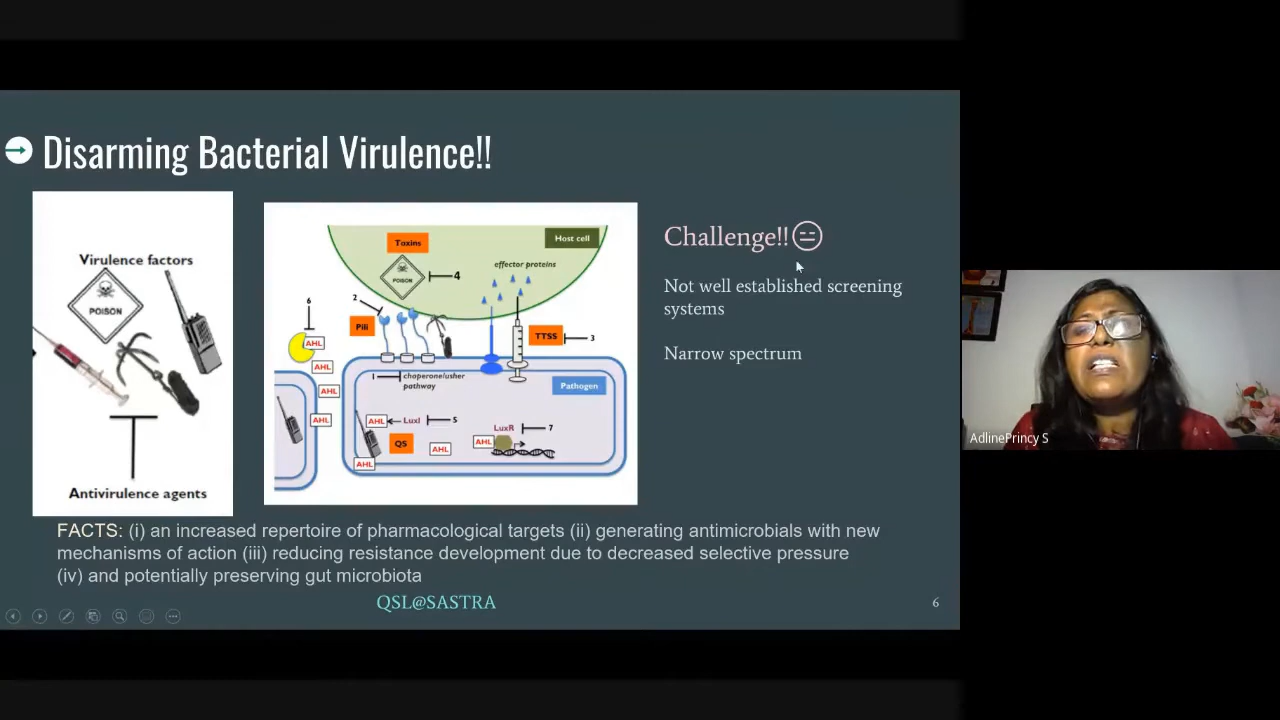 Disarming Bacterial Virulence!!
Virulence factors
POISON
Antivirulence agents
Toxins
Host cell
POISON
4
effector proteins
6
2
AHL
Pili
TTSS
3
AHL
1
chaperone/usher
pathway
Pathogen
AHL
AHL
AHL
LuxI
5
LuxR
7
QS
AHL
AHL
AHL
Challenge!!
Not well established screening
systems
Narrow spectrum
FACTS: (i) an increased repertoire of pharmacological targets (ii) generating antimicrobials with new
mechanisms of action (iii) reducing resistance development due to decreased selective pressure
(iv) and potentially preserving gut microbiota
QSL@SASTRA
6
AdlinePrincy S